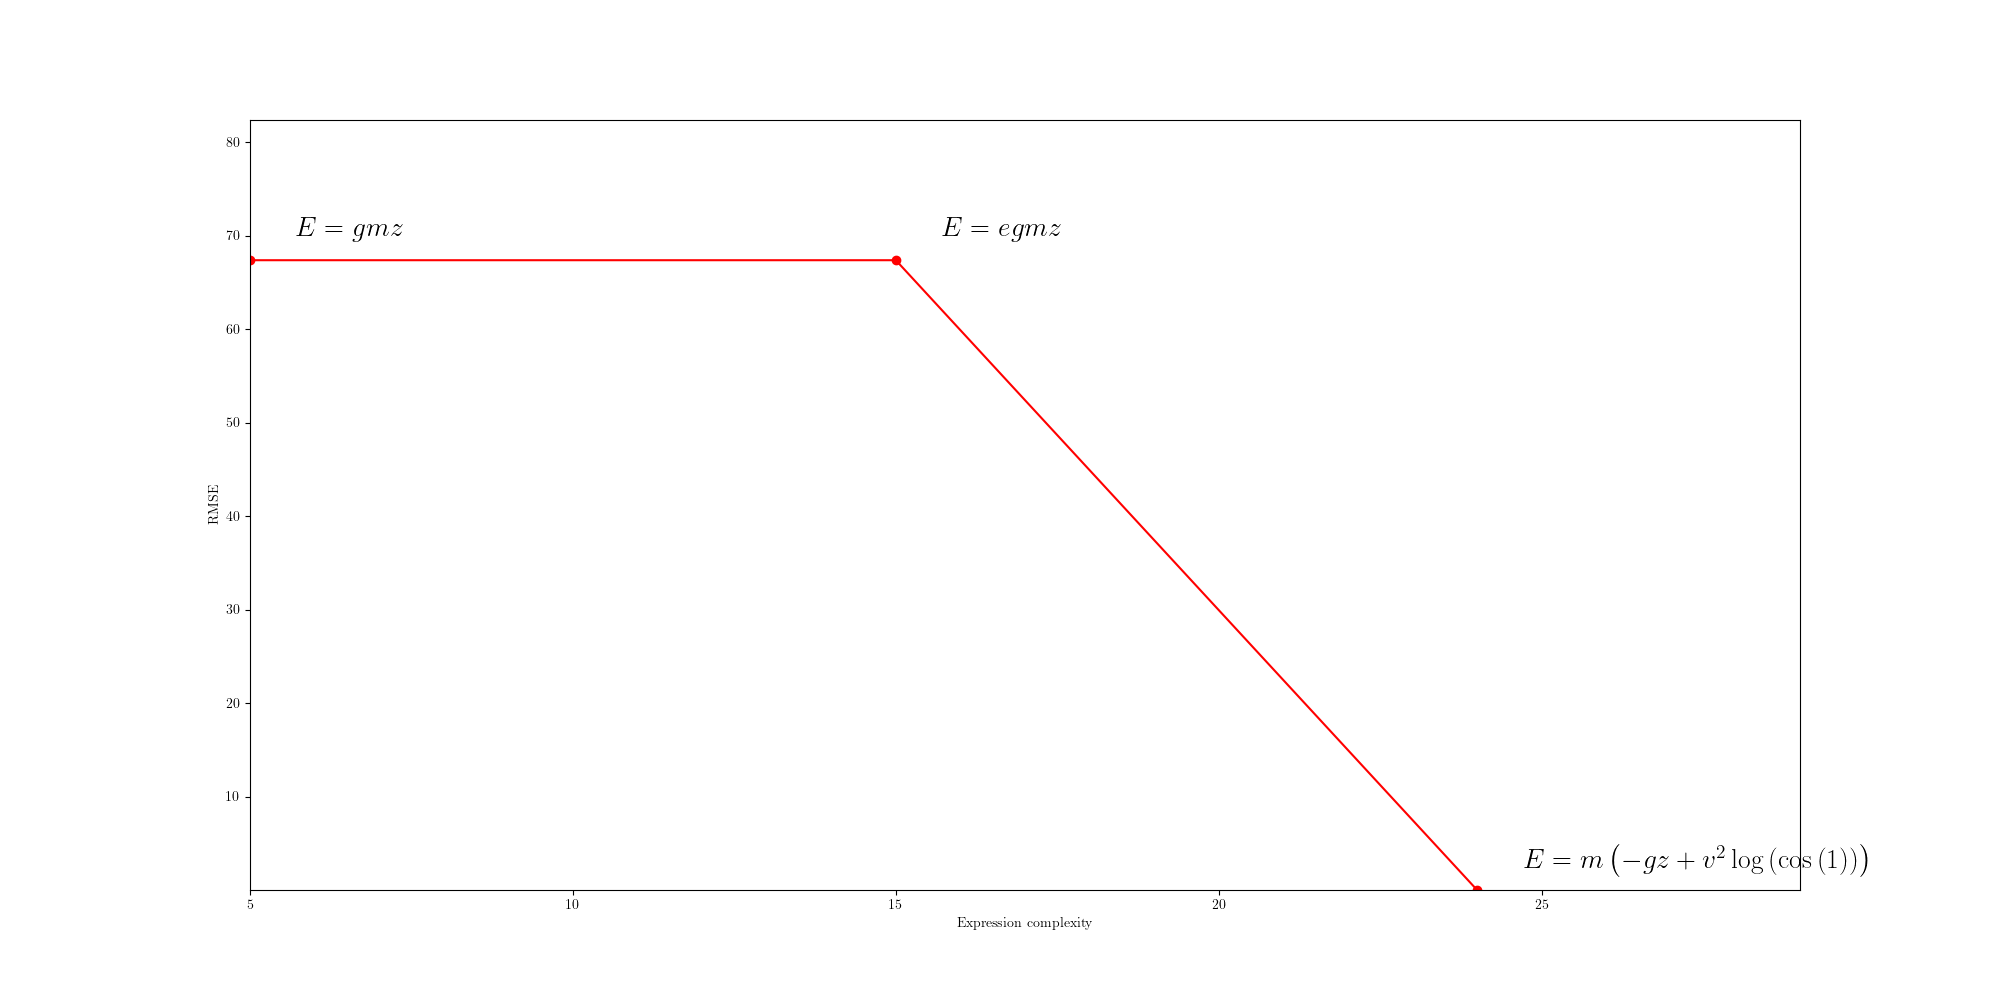 80
E = gmz
E = egmz
70
60
50
RMSE
40
30
20
10
E = m (−gz + v² log (cos (1)))
5
10
15
20
25
Expression complexity